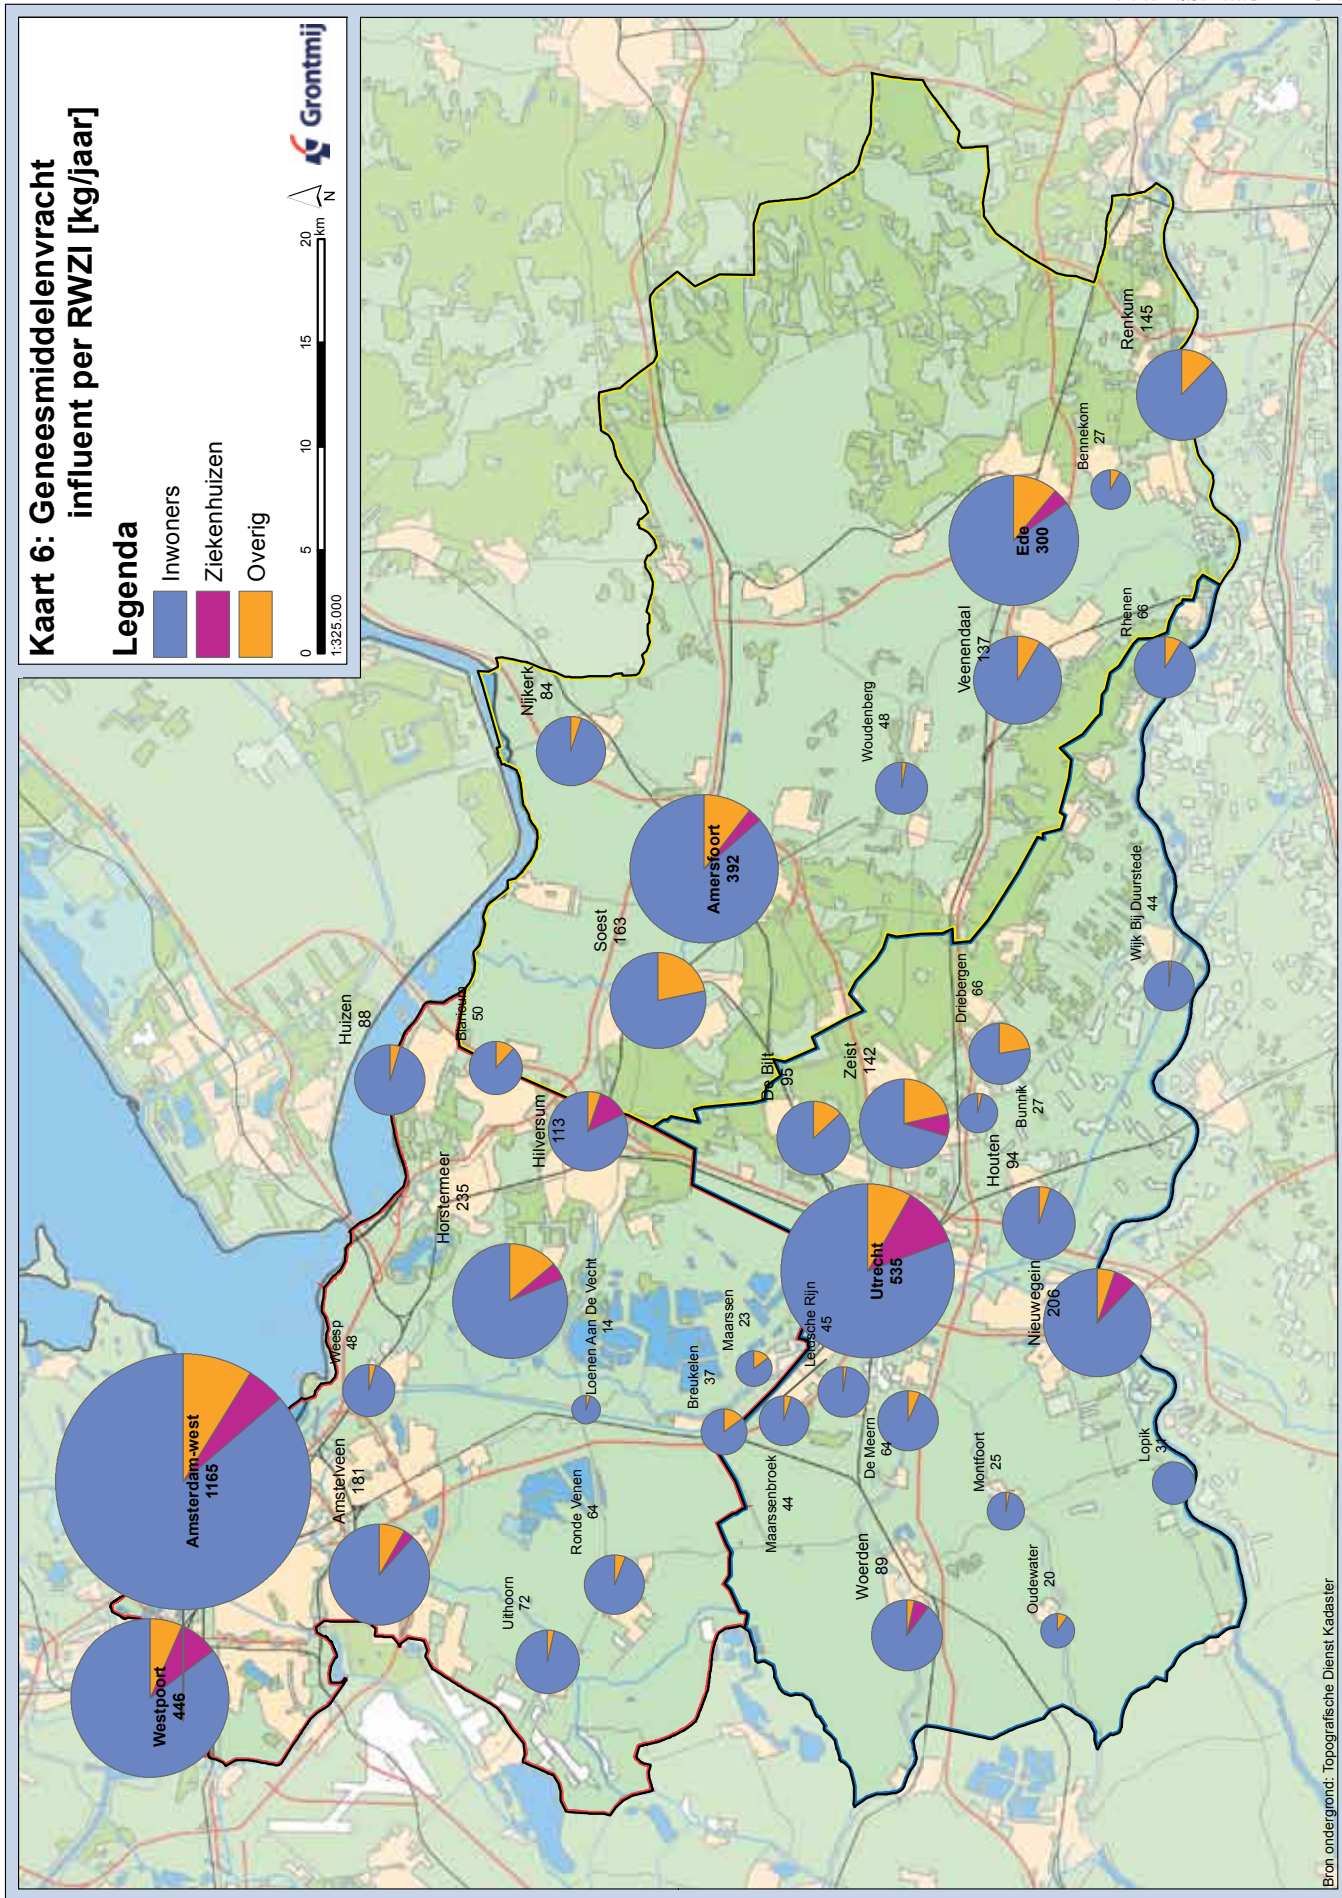 Kaart 6: Geneesmiddelenvracht
influent per RWZI [kg/jaar]
Legenda
Inwoners
Ziekenhuizen
Overig
0 5 10 15 20
km
1:325.000
N
Grontmij
Westpoort
446
Amsterdam-west
1165
Amstelveen
181
Weesp
48
Uithoorn
72
Ronde Venen
64
Loenen Aan De Vecht
14
Horstermeer
235
Hilversum
113
Huizen
88
Blaricum
50
Soest
163
Nijkerk
84
Amersfoort
392
Woudenberg
48
Veenendaal
137
Ede
300
Bennekom
27
Renkum
145
Rhenen
66
Wijk Bij Duurstede
44
Driebergen
66
Bunnik
27
Zeist
142
De Bilt
95
Houten
94
Utrecht
535
Nieuwegein
206
Leidsche Rijn
45
Maarssen
23
Breukelen
37
Maarssenbroek
44
De Meern
64
Montfoort
25
Lopik
31
Woerden
89
Oudewater
20
Bron ondergrond: Topografische Dienst Kadaster